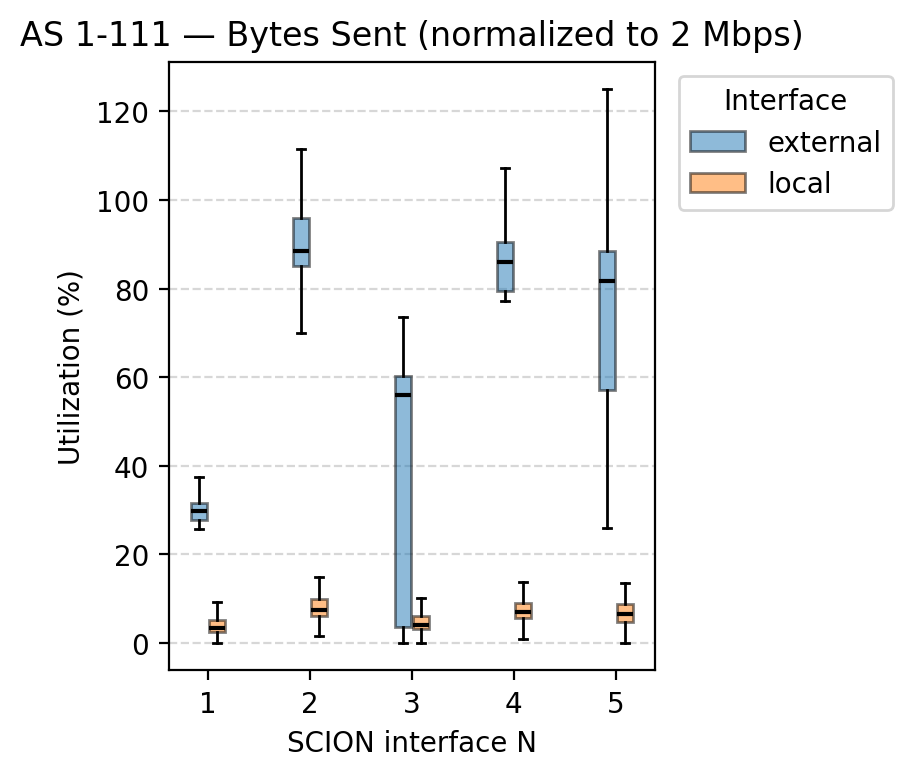 AS 1-111 — Bytes Sent (normalized to 2 Mbps)
Interface
external
local
120
100
80
60
40
20
0
Utilization (%)
1 2 3 4 5
SCION interface N